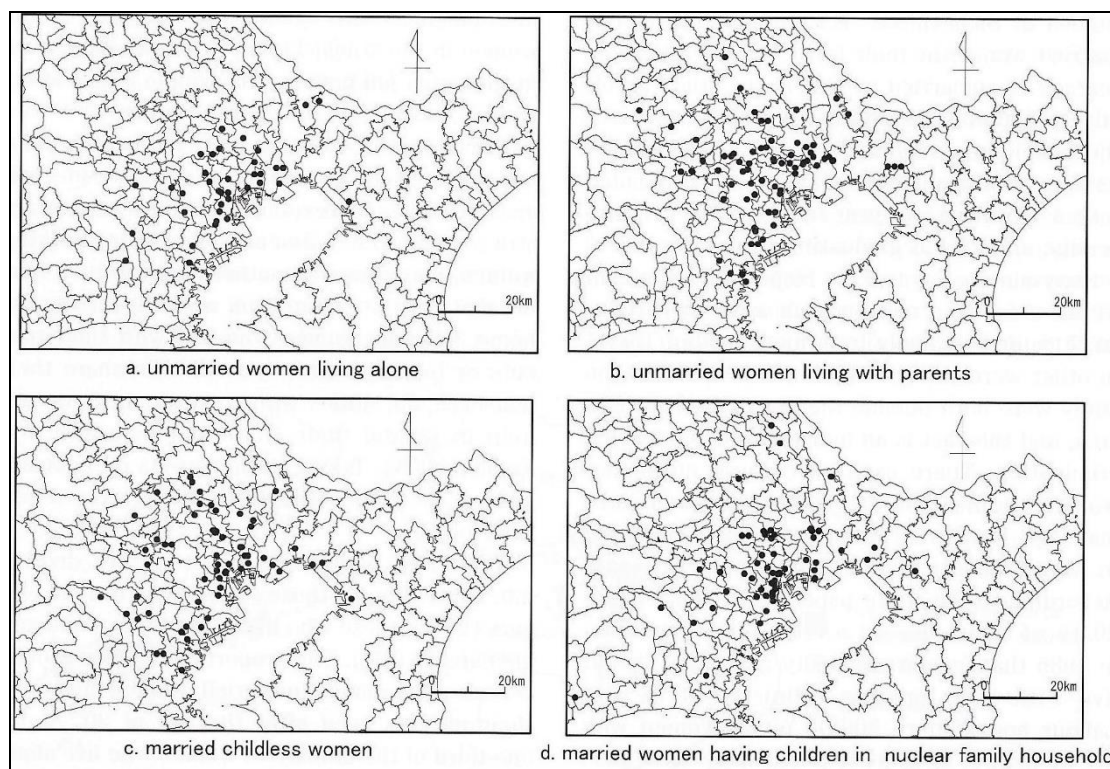 0
20km
a. unmarried women living alone
0
20km
b. unmarried women living with parents
0
20km
c. married childless women
0
20km
d. married women having children in nuclear family household